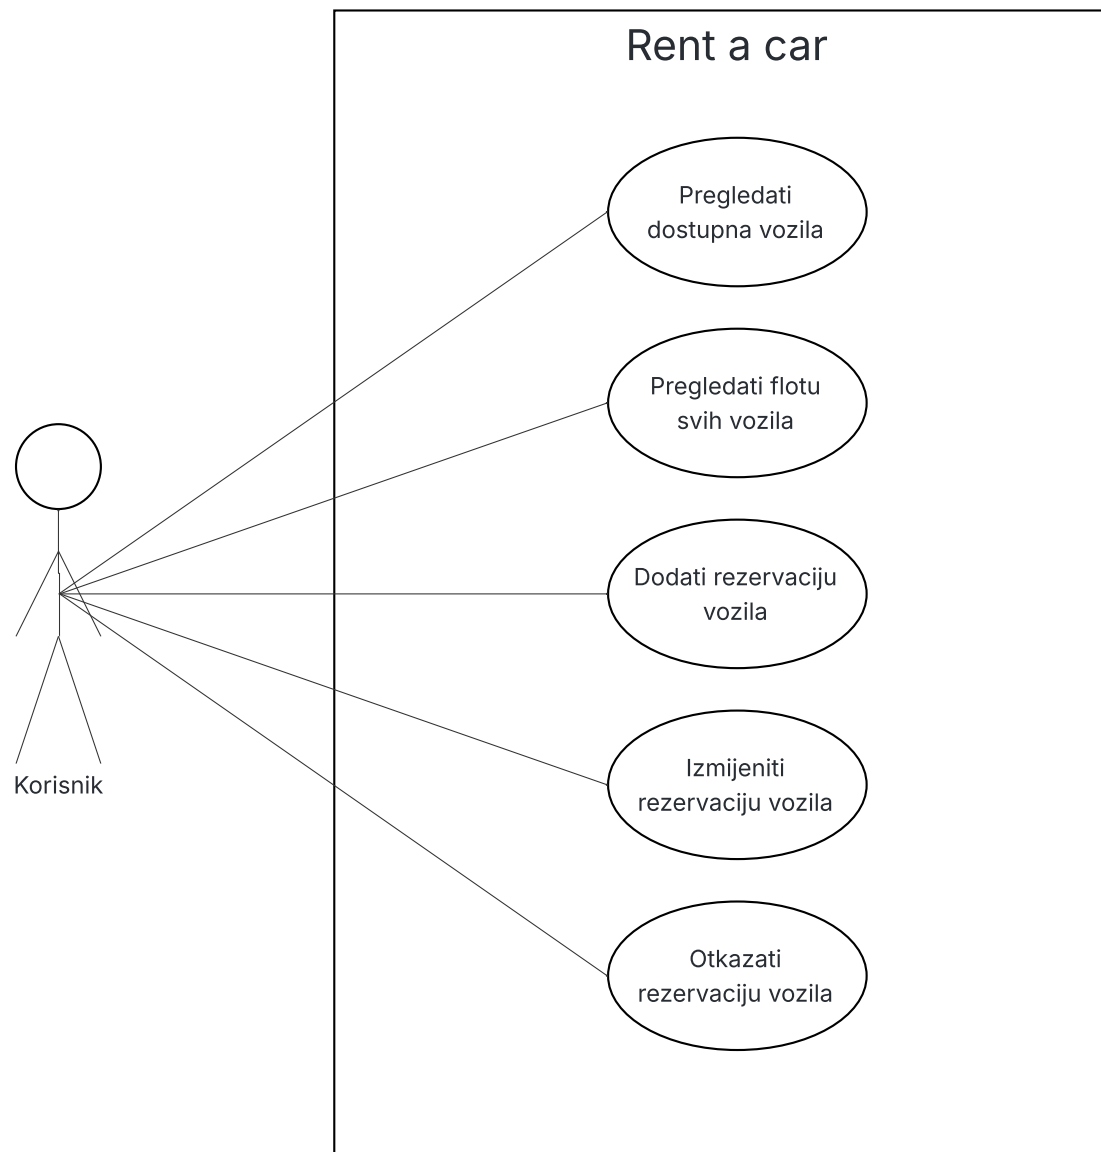 Rent a car
Pregledati
dostupna vozila
Pregledati flotu
svih vozila
Dodati rezervaciju
vozila
Izmijeniti
rezervaciju vozila
Korisnik
Otkazati
rezervaciju vozila